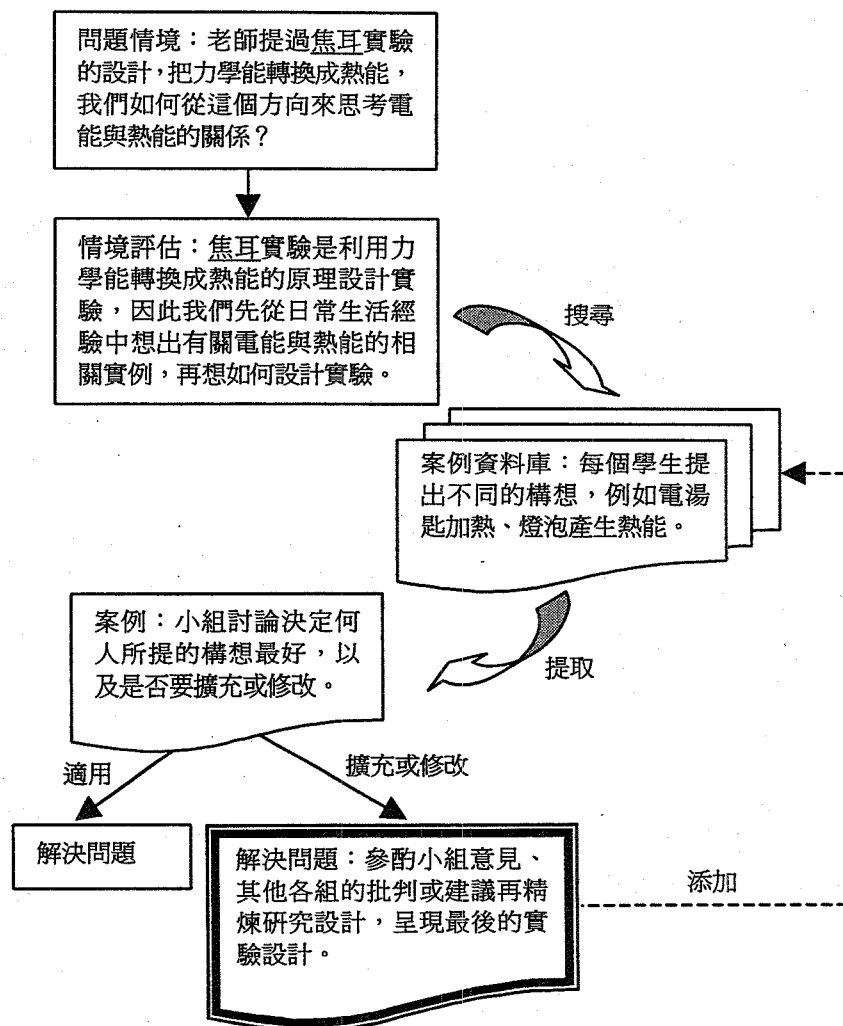 問題情境：老師提過焦耳實驗
的設計，把力學能轉換成熱能，
我們如何從這個方向來思考電
能與熱能的關係？
情境評估：焦耳實驗是利用力
學能轉換成熱能的原理設計實
驗，因此我們先從日常生活經
驗中想出有關電能與熱能的相
關實例，再想如何設計實驗。
搜尋
案例資料庫：每個學生提
出不同的構想，例如電湯
匙加熱、燈泡產生熱能。
案例：小組討論決定何
人所提的構想最好，以
及是否要擴充或修改。
提取
適用
擴充或修改
解決問題
解決問題：參酌小組意見、
其他各組的批判或建議再精
煉研究設計，呈現最後的實
驗設計。
添加